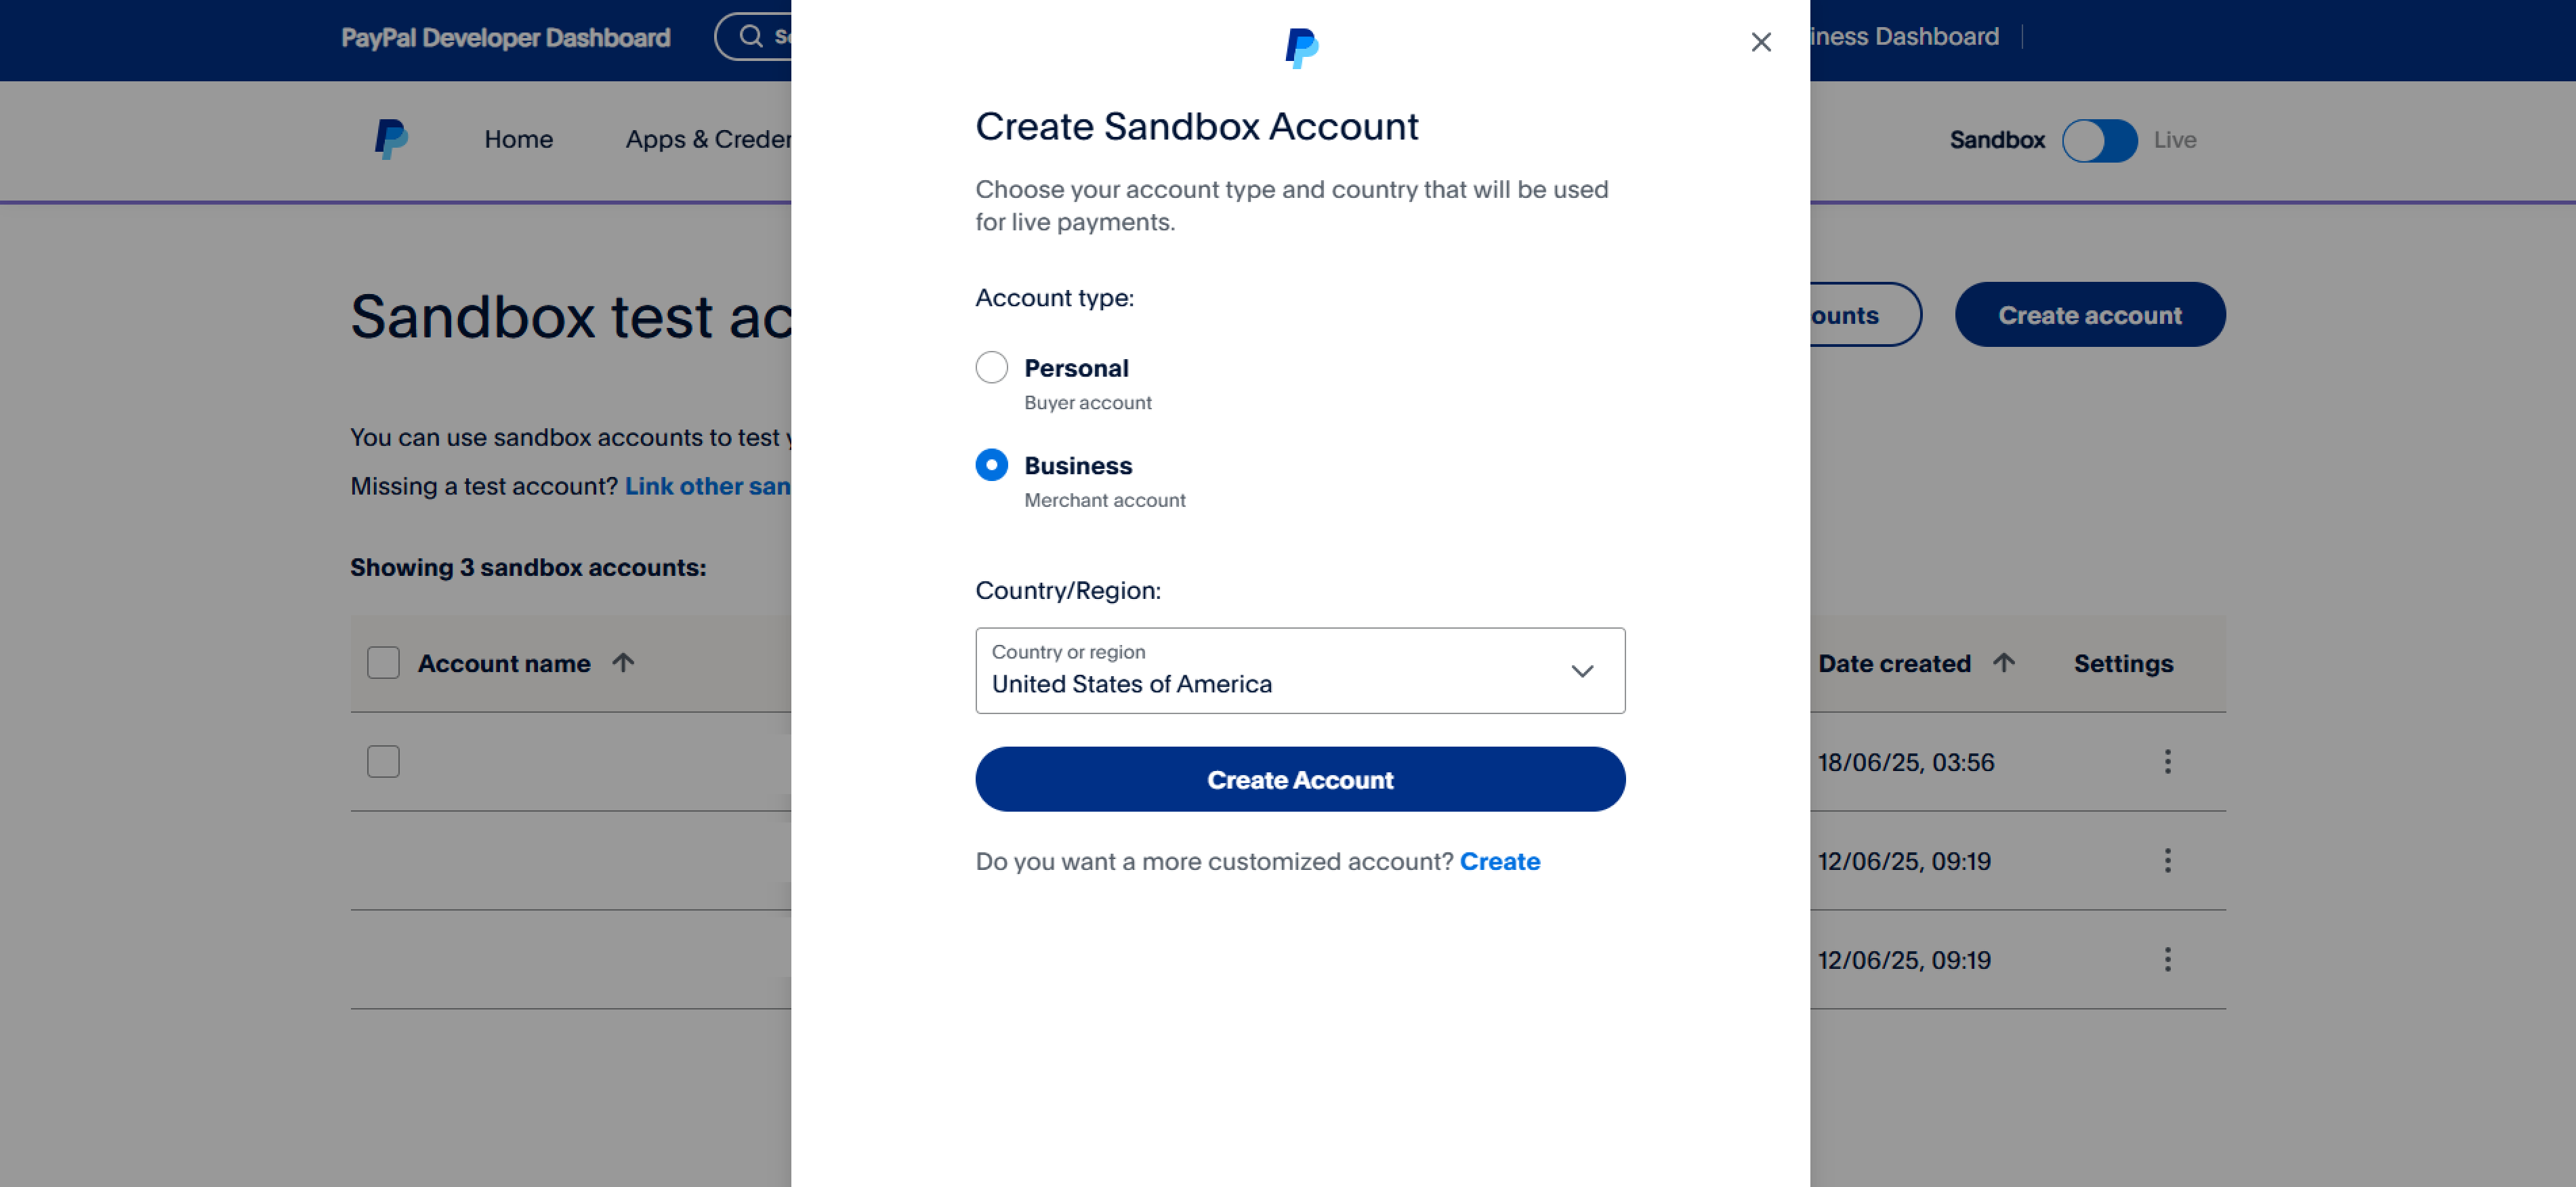 PayPal Developer Dashboard
iness Dashboard
Home
Apps & Creden
Sandbox
Live
Create Sandbox Account
Choose your account type and country that will be used
for live payments.
Sandbox test ac
ounts
Create account
Account type:
Personal
Buyer account
You can use sandbox accounts to test
Business
Missing a test account? Link other san
Merchant account
Showing 3 sandbox accounts:
Country/Region:
Account name
Country or region
United States of America
Date created
Settings
Create Account
18/06/25, 03:56
Do you want a more customized account? Create
12/06/25, 09:19
12/06/25, 09:19